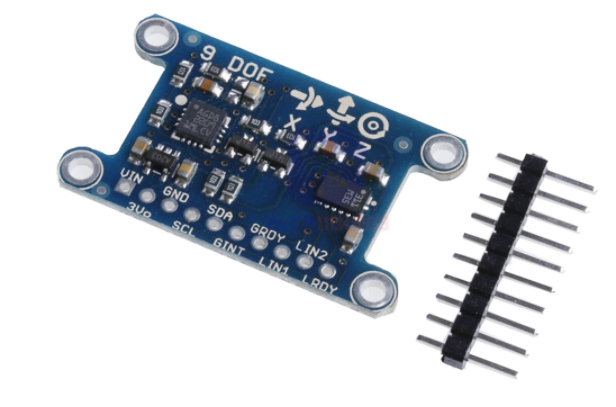 9 DOF
X Y Z
VIN
3Vo
GND
SCL
SDA
GINT
GRDY
LIN1
LIN2
LRDY